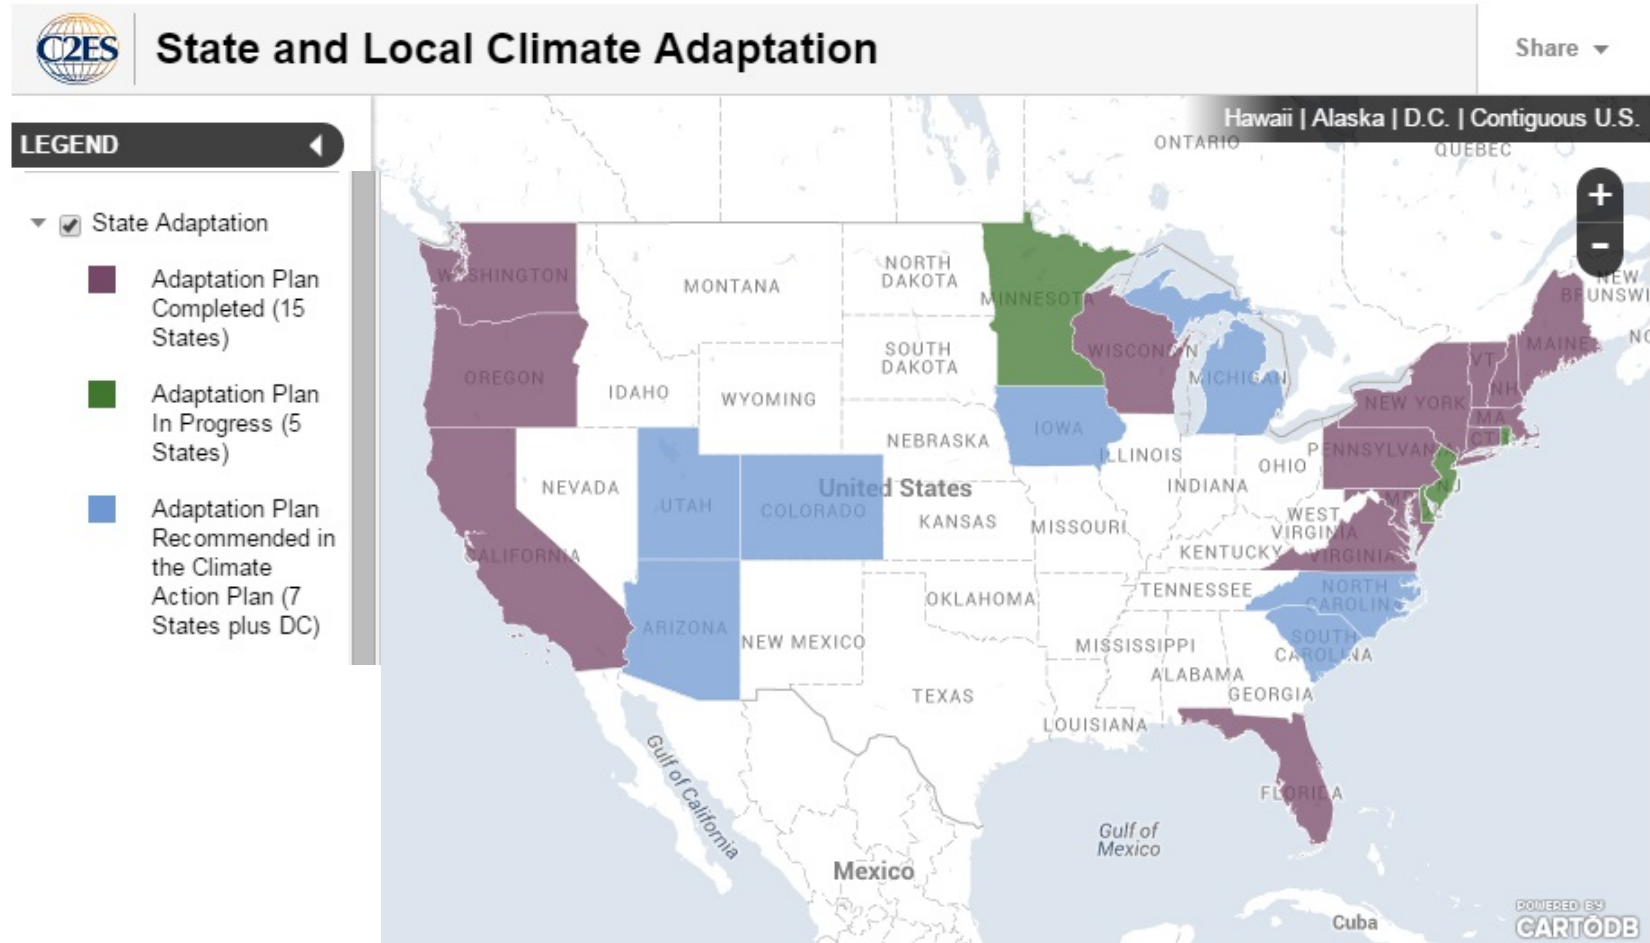 C2ES
State and Local Climate Adaptation
Share
Hawaii | Alaska | D.C. | Contiguous U.S.
LEGEND
State Adaptation
Adaptation Plan
Completed (15
States)
Adaptation Plan
In Progress (5
States)
Adaptation Plan
Recommended in
the Climate
Action Plan (7
States plus DC)
+
-
ONTARIO
QUEBEC
NEW
BRUNSWI
NO
WASHINGTON
MONTANA
NORTH
DAKOTA
MINNESOTA
OREGON
IDAHO
WYOMING
SOUTH
DAKOTA
WISCONSIN
MICHIGAN
MAINE
VT
NH
NEW YORK
MA
CT
NEBRASKA
IOWA
ILLINOIS
INDIANA
OHIO
PENNSYLVANIA
NJ
MD
NEVADA
UTAH
COLORADO
United States
KANSAS
MISSOURI
WEST
VIRGINIA
KENTUCKY
VIRGINIA
CALIFORNIA
ARIZONA
NEW MEXICO
OKLAHOMA
TENNESSEE
NORTH
CAROLINA
SOUTH
CAROLINA
MISSISSIPPI
ALABAMA
GEORGIA
TEXAS
LOUISIANA
FLORIDA
Gulf of California
Gulf of
Mexico
Mexico
Cuba
POWERED BY
CARTODB